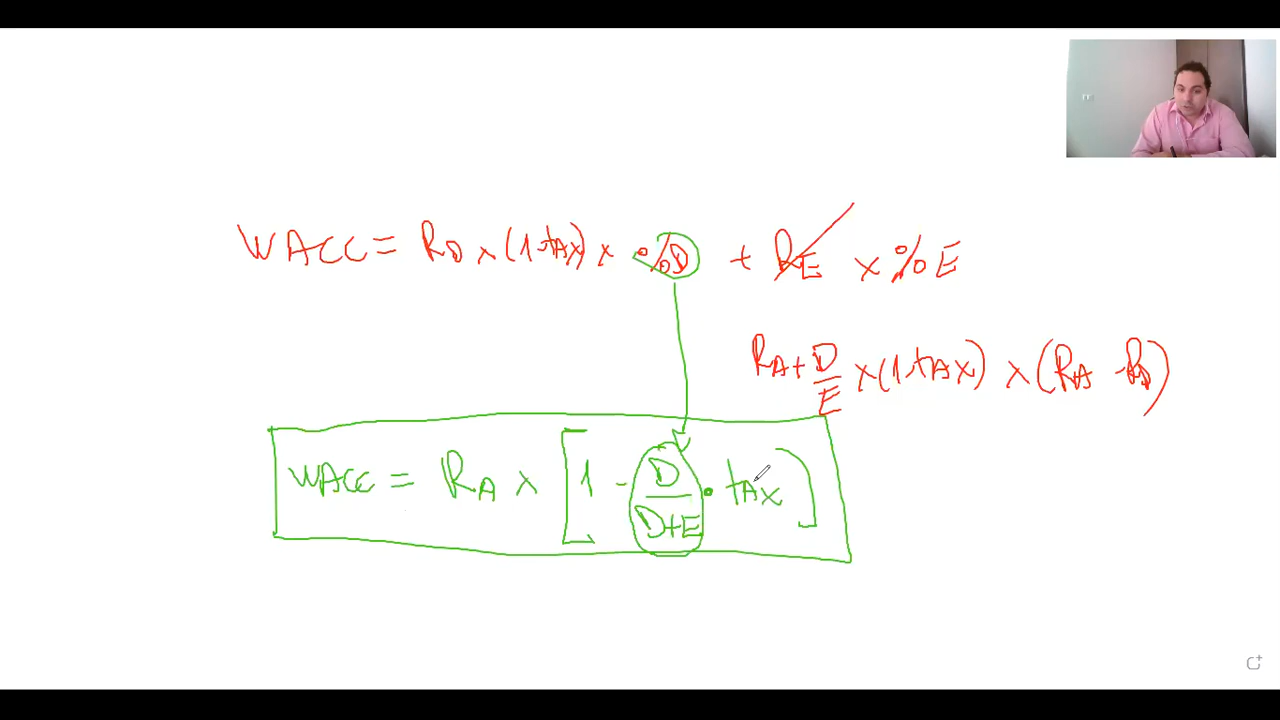 WACC = RD x (1-tAx) x %D + RE x %E
RA + D/E x (1-tAx) x (RA - RD)
WACC = RA x [1 - D/D+E . tAx]